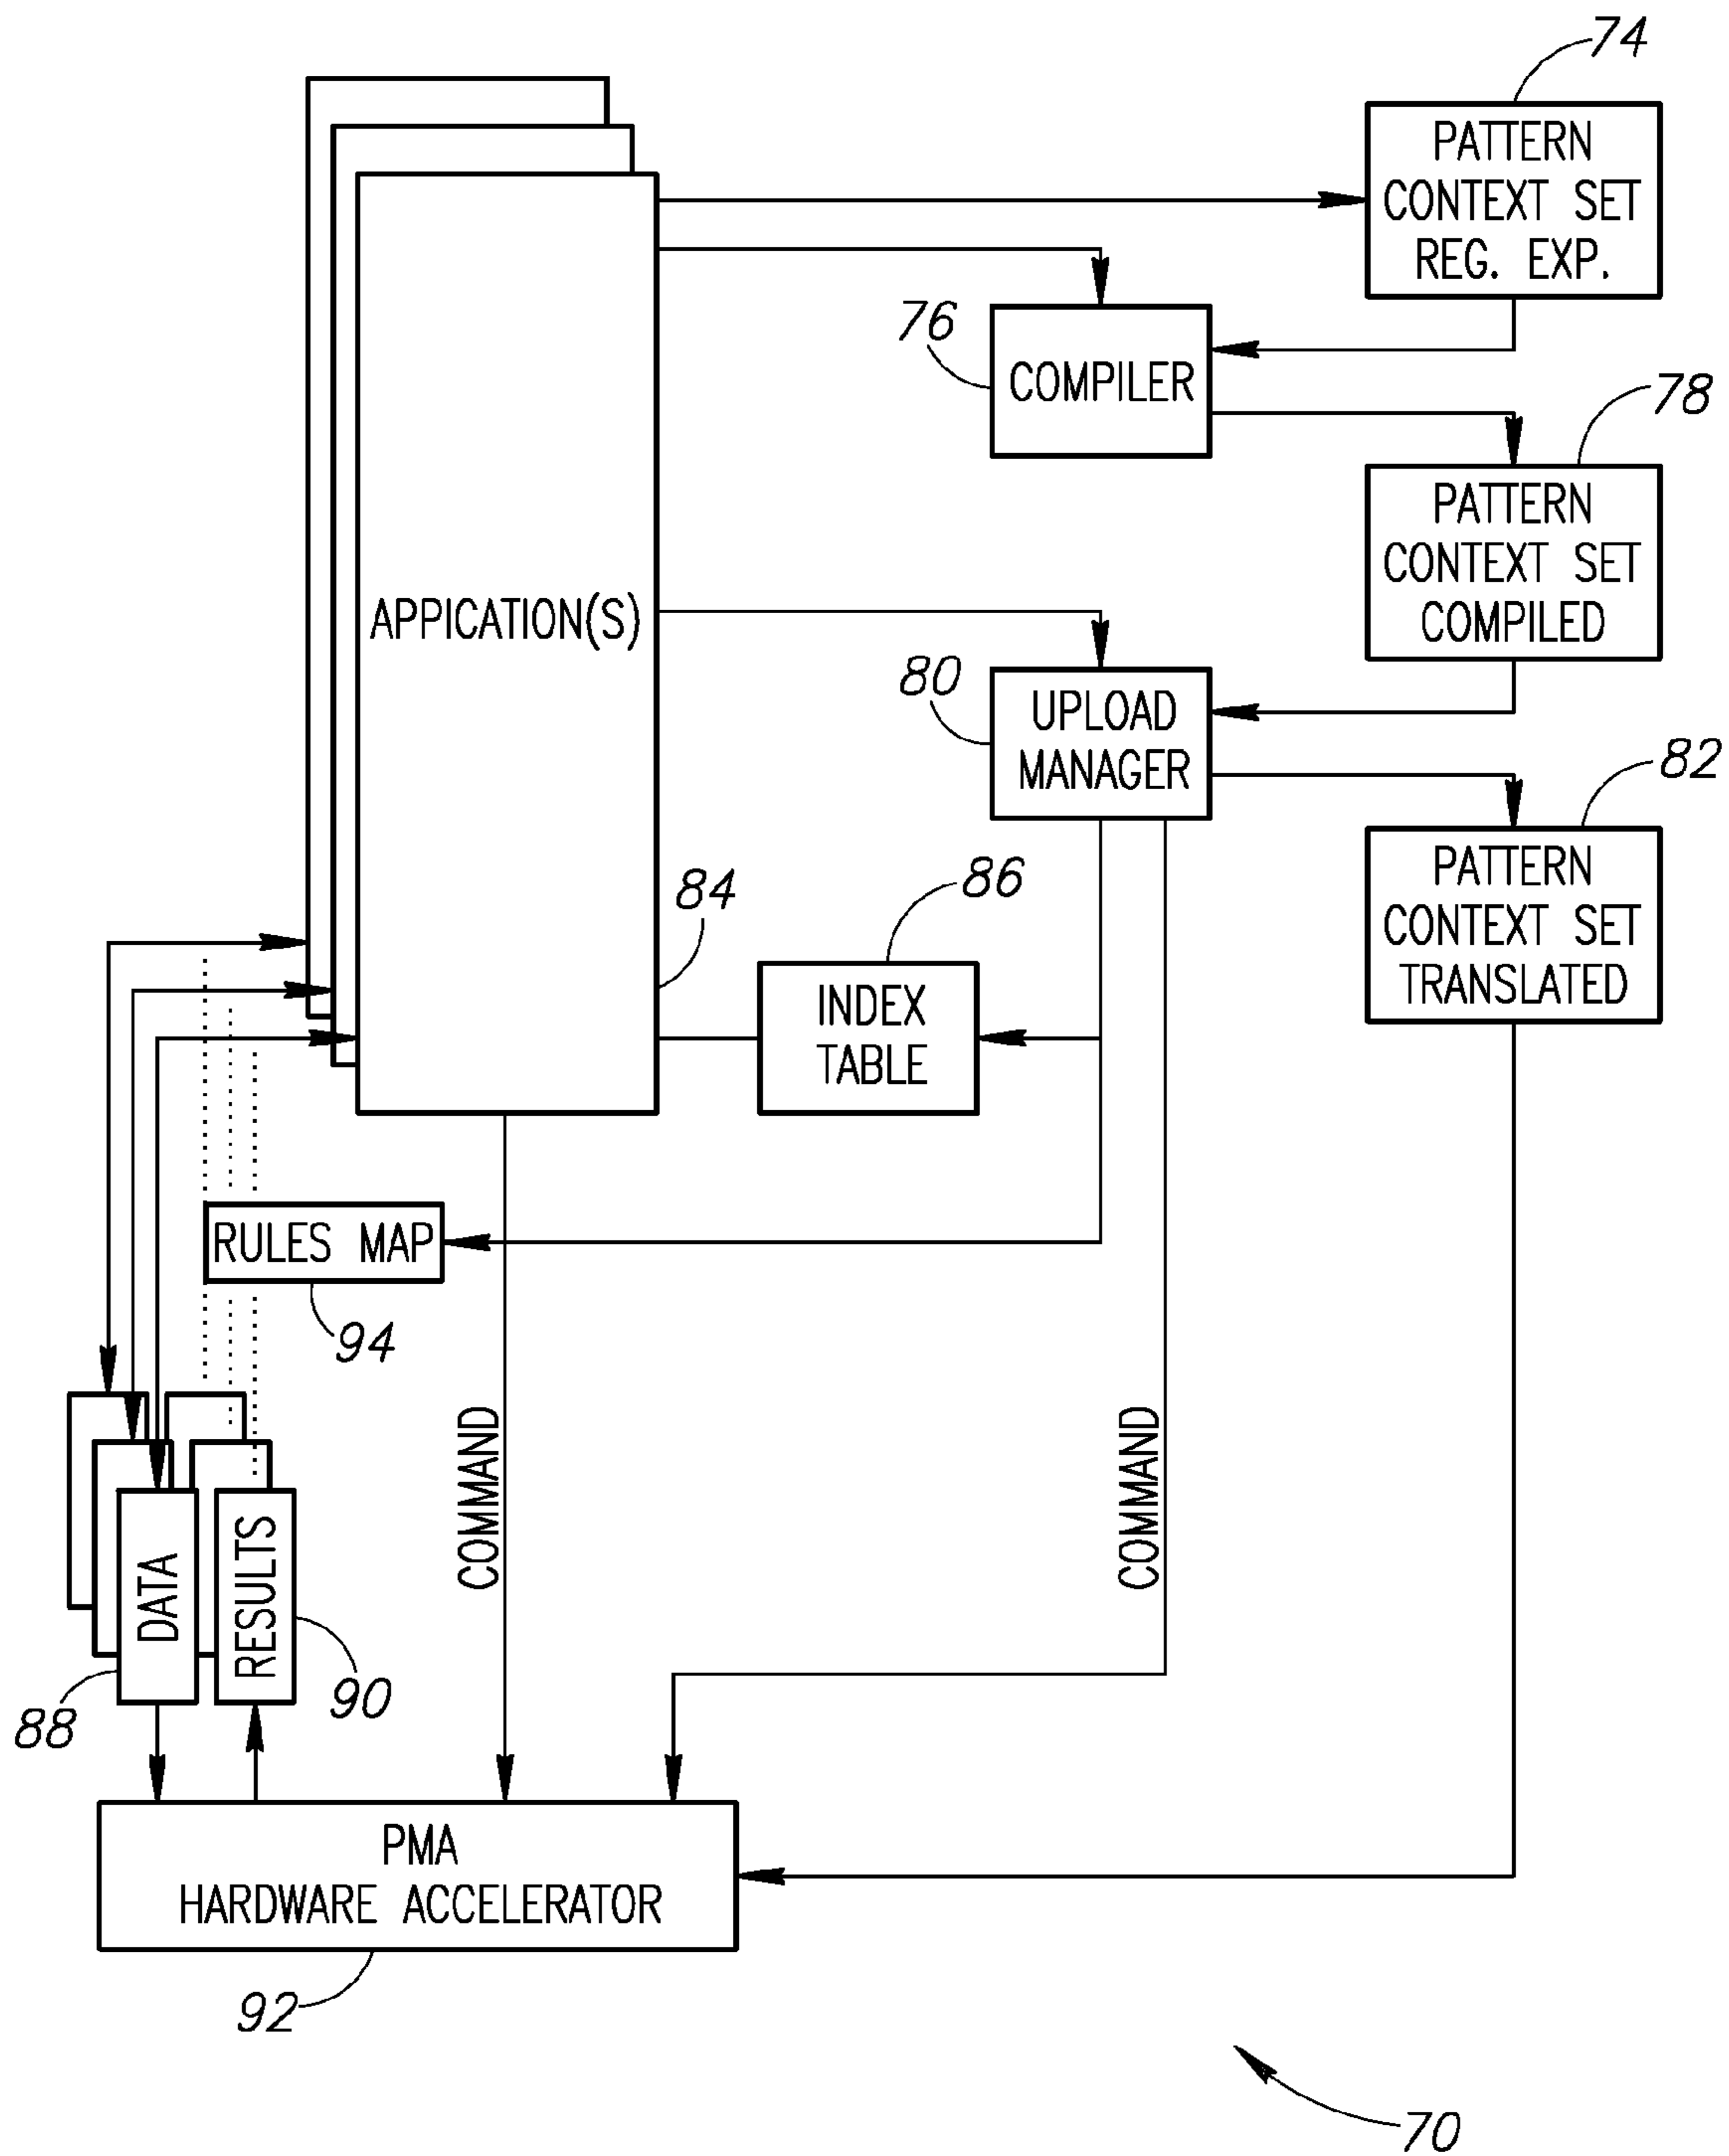 74
PATTERN
CONTEXT SET
REG. EXP.
76
COMPILER
78
PATTERN
CONTEXT SET
COMPILED
APPICATION(S)
80
UPLOAD
MANAGER
82
PATTERN
CONTEXT SET
TRANSLATED
84
86
INDEX
TABLE
RULES MAP
94
COMMAND
COMMAND
DATA
RESULTS
88
90
PMA
HARDWARE ACCELERATOR
92
70